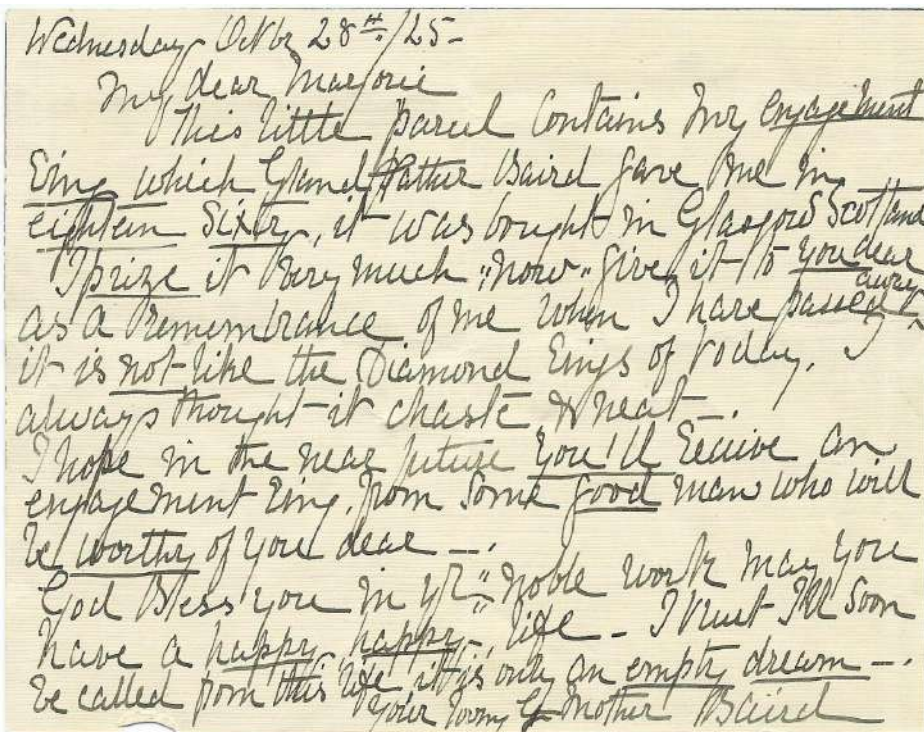 Wednesday Octbr 28th/25-
My dear Marjorie
This little parcel contains my engagement
Ring which Grand father Baird gave me in
eighteen Sixty, it was bought in Glasgow Scotland
I prize it very much "now" give it to you dear
as a remembrance of me when I have passed away
it is not like the Diamond Rings of today, I
always thought it chaste & neat -.
I hope in the near future you'll receive an
engagement ring, from some good man who will
be worthy of you dear -.
God Bless you in yr "noble work may you
have a happy, happy, life - I trust I'll soon
be called from this life, it is only an empty dream -.
Your loving G Mother Baird